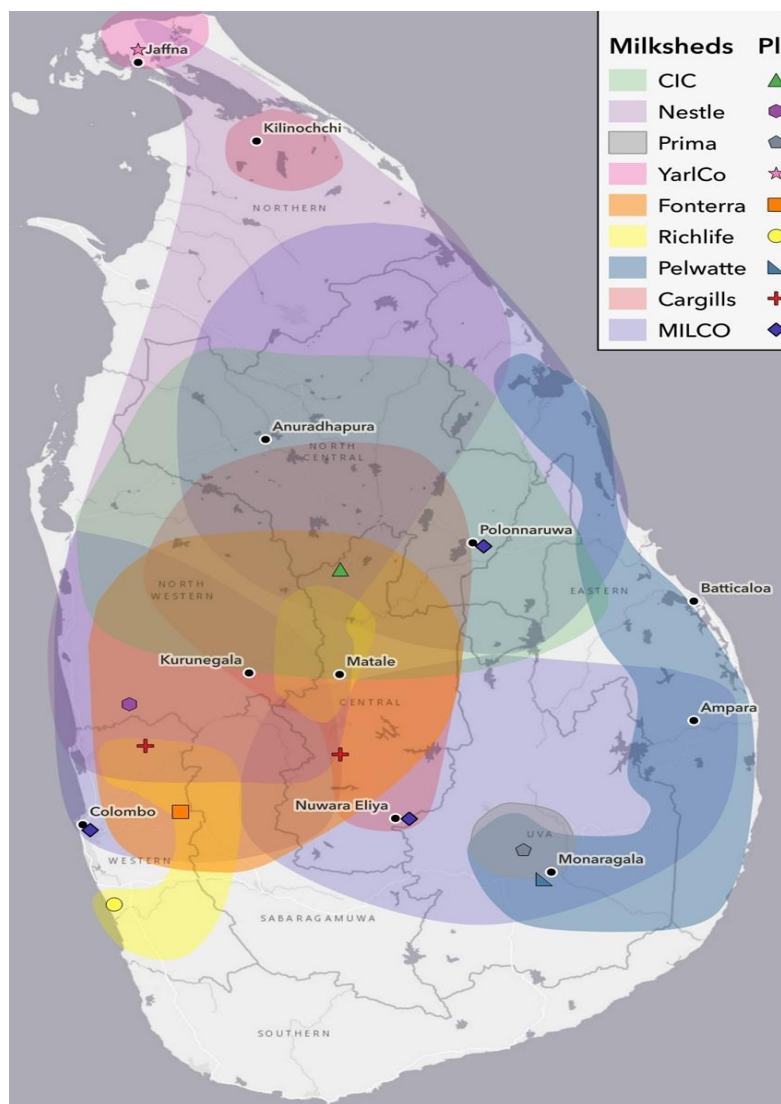 Milksheds Pl
CIC
Nestle
Prima
YarlCo
Fonterra
Richlife
Pelwatte
Cargills
MILCO
Jaffna
Kilinochchi
NORTHERN
Anuradhapura
NORTH
CENTRAL
Polonnaruwa
NORTH
WESTERN
EASTERN
Batticaloa
Kurunegala
Matale
CENTRAL
Ampara
Colombo
Nuwara Eliya
UVA
WESTERN
Monaragala
SABARAGAMUWA
SOUTHERN